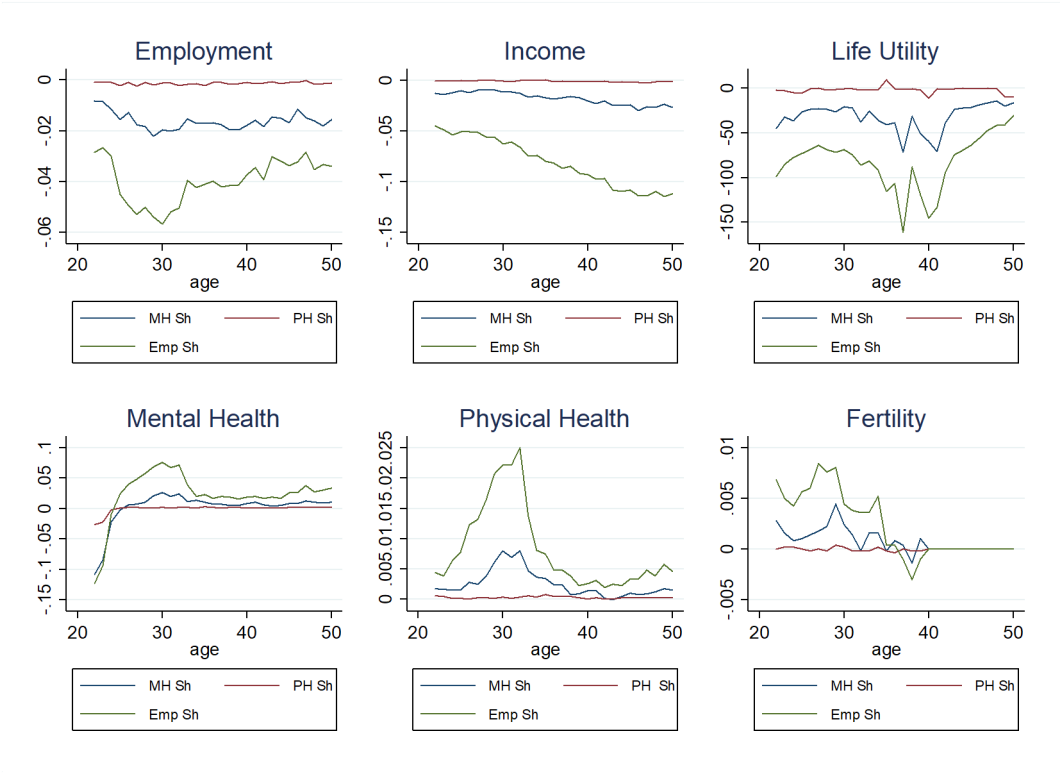 Employment
0
-.02
-.04
-.06
20 30 40 50
age
MH Sh PH Sh
Emp Sh
Income
0
-.05
-.1
-.15
20 30 40 50
age
MH Sh PH Sh
Emp Sh
Life Utility
0
-50
-100
-150
20 30 40 50
age
MH Sh PH Sh
Emp Sh
Mental Health
.1
.05
0
-.05
-.1
-.15
20 30 40 50
age
MH Sh PH Sh
Emp Sh
Physical Health
.025
.02
.015
.01
.005
0
20 30 40 50
age
MH Sh PH Sh
Emp Sh
Fertility
.01
.005
0
-.005
20 30 40 50
age
MH Sh PH Sh
Emp Sh